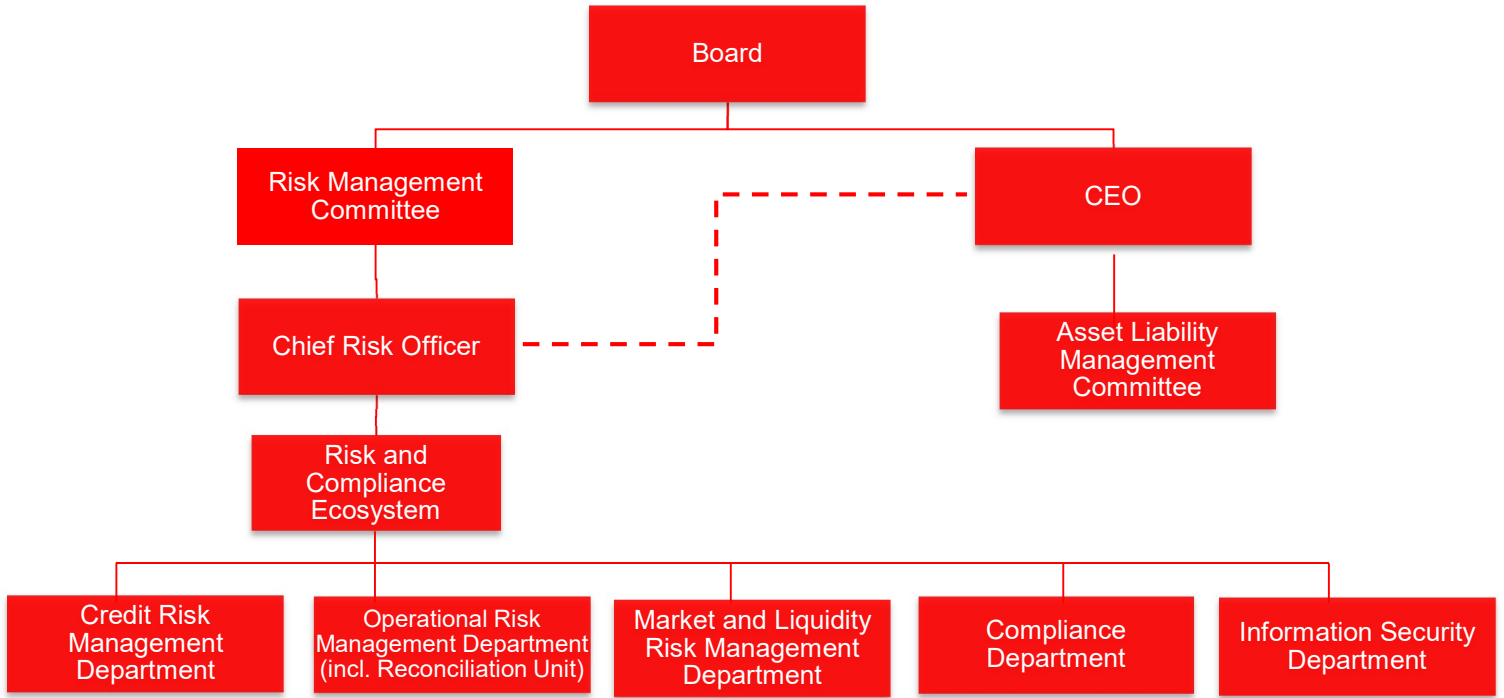 Board
Risk Management
Committee
CEO
Chief Risk Officer
Asset Liability
Management
Committee
Risk and
Compliance
Ecosystem
Credit Risk
Management
Department
Operational Risk
Management Department
(incl. Reconciliation Unit)
Market and Liquidity
Risk Management
Department
Compliance
Department
Information Security
Department